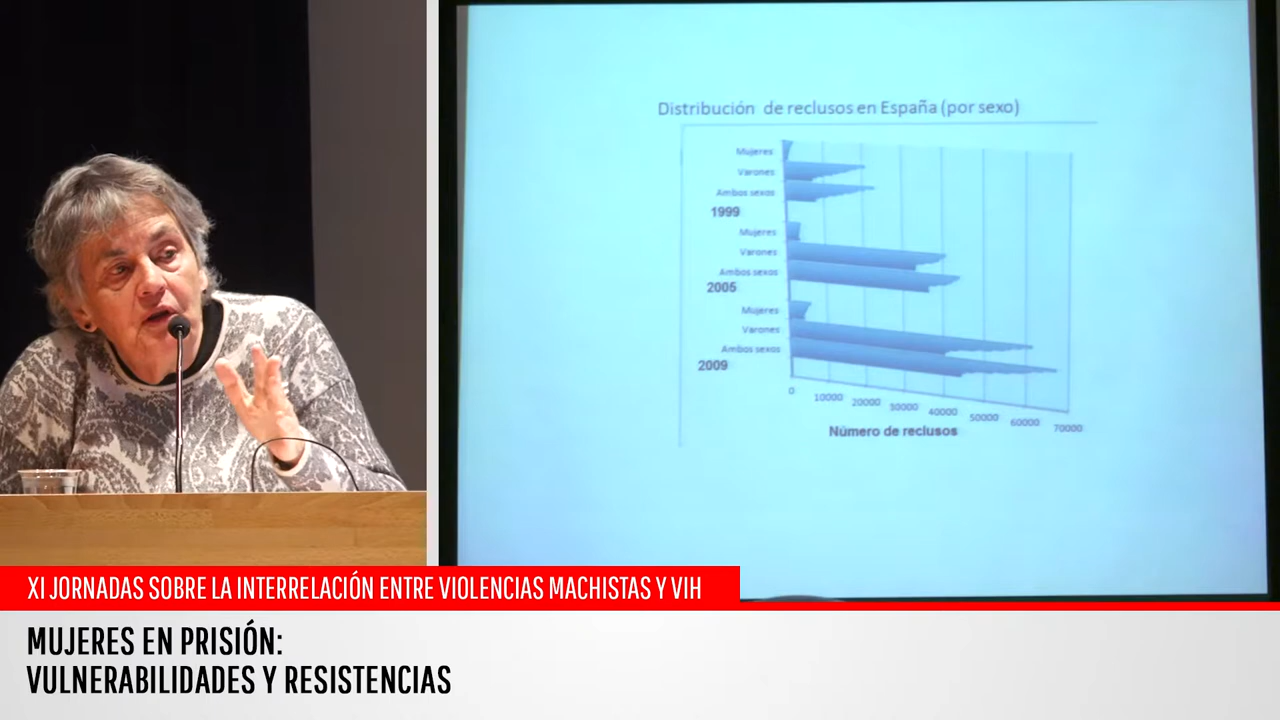 Distribución de reclusos en España (por sexo)
Mujeres
Varones
Ambos sexos
1999
Mujeres
Varones
Ambos sexos
2005
Mujeres
Varones
Ambos sexos
2009
0 10000 20000 30000 40000 50000 60000 70000
Número de reclusos
XI JORNADAS SOBRE LA INTERRELACIÓN ENTRE VIOLENCIAS MACHISTAS Y VIH
MUJERES EN PRISIÓN:
VULNERABILIDADES Y RESISTENCIAS